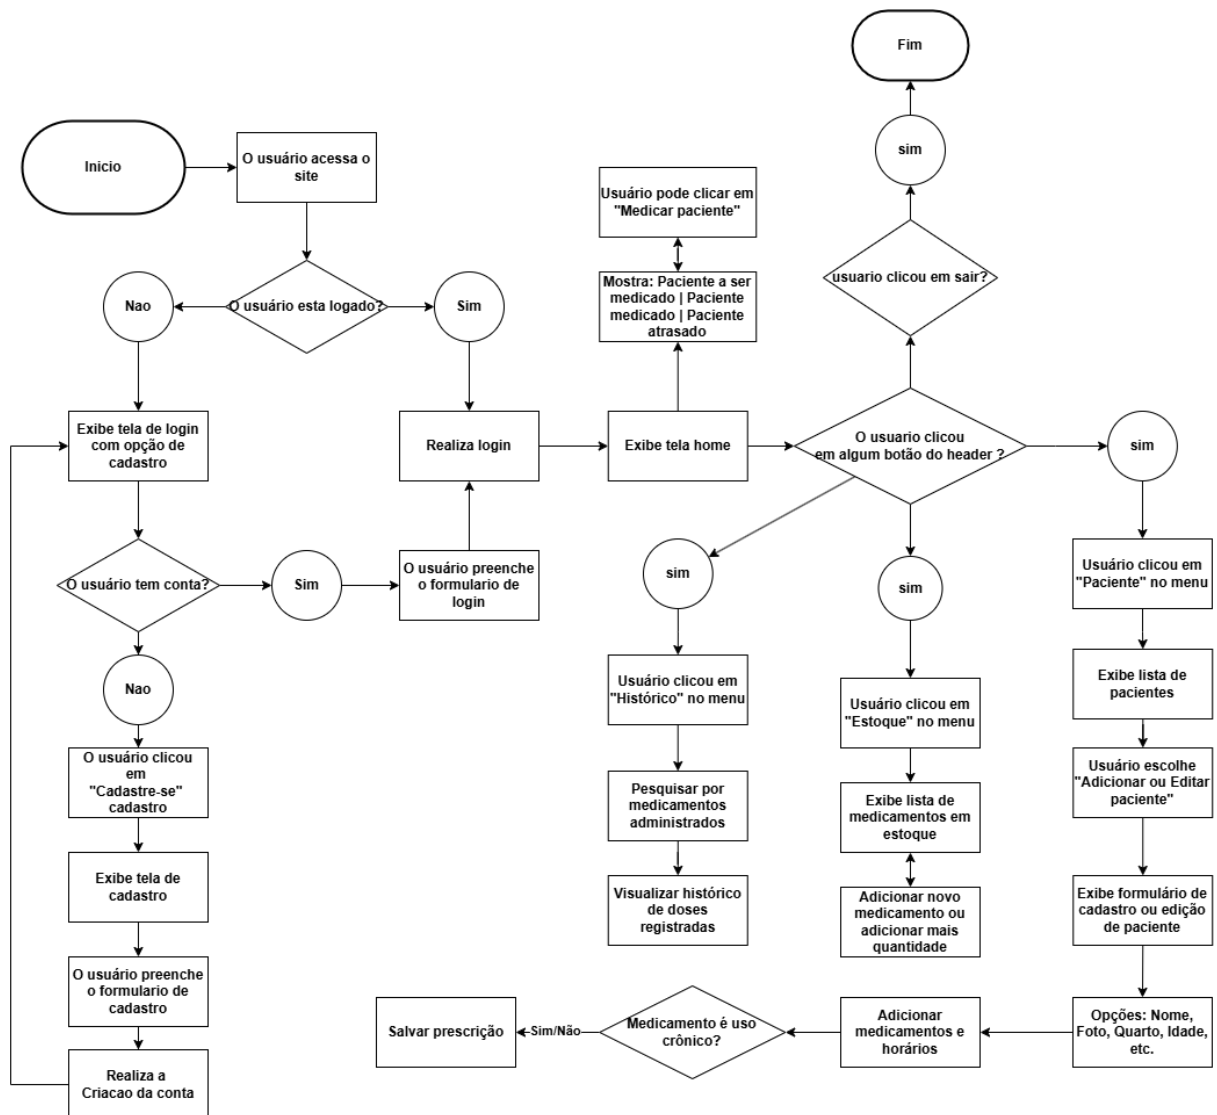 Fim
Inicio
O usuário acessa o
site
sim
Usuário pode clicar em
"Medicar paciente"
usuario clicou em sair?
Nao
O usuário esta logado?
Sim
Mostra: Paciente a ser
medicado | Paciente
medicado | Paciente
atrasado
Exibe tela de login
com opção de
cadastro
Realiza login
Exibe tela home
O usuario clicou
em algum botão do header ?
sim
O usuário tem conta?
Sim
O usuário preenche
o formulario de
login
sim
sim
Usuário clicou em
"Paciente" no menu
Nao
Usuário clicou em
"Histórico" no menu
Usuário clicou em
"Estoque" no menu
Exibe lista de
pacientes
O usuário clicou
em
"Cadastre-se"
cadastro
Pesquisar por
medicamentos
administrados
Exibe lista de
medicamentos em
estoque
Usuário escolhe
"Adicionar ou Editar
paciente"
Exibe tela de
cadastro
Visualizar histórico
de doses
registradas
Adicionar novo
medicamento ou
adicionar mais
quantidade
Exibe formulário de
cadastro ou edição
de paciente
O usuário preenche
o formulario de
cadastro
Salvar prescrição
Sim/Não
Medicamento é uso
crônico?
Adicionar
medicamentos e
horários
Opções: Nome,
Foto, Quarto, Idade,
etc.
Realiza a
Criacao da conta